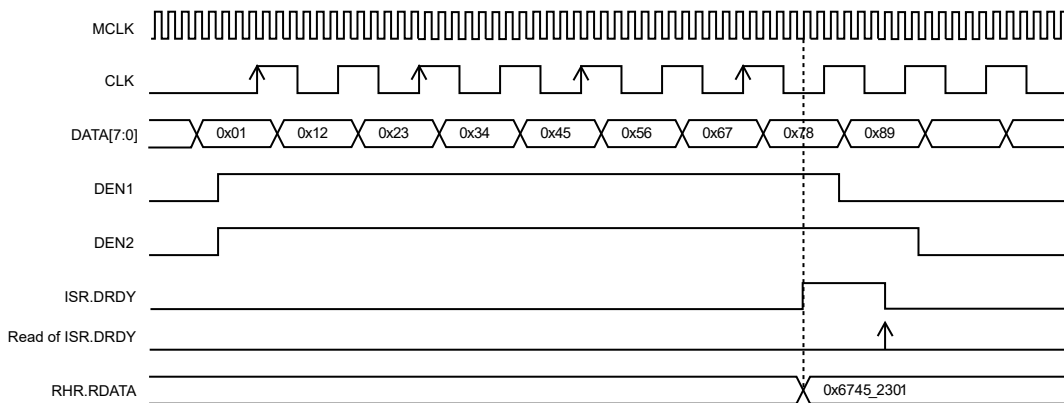 MCLK
CLK
DATA[7:0] 0x01 0x12 0x23 0x34 0x45 0x56 0x67 0x78 0x89
DEN1
DEN2
ISR.DRDY
Read of ISR.DRDY
RHR.RDATA 0x6745_2301